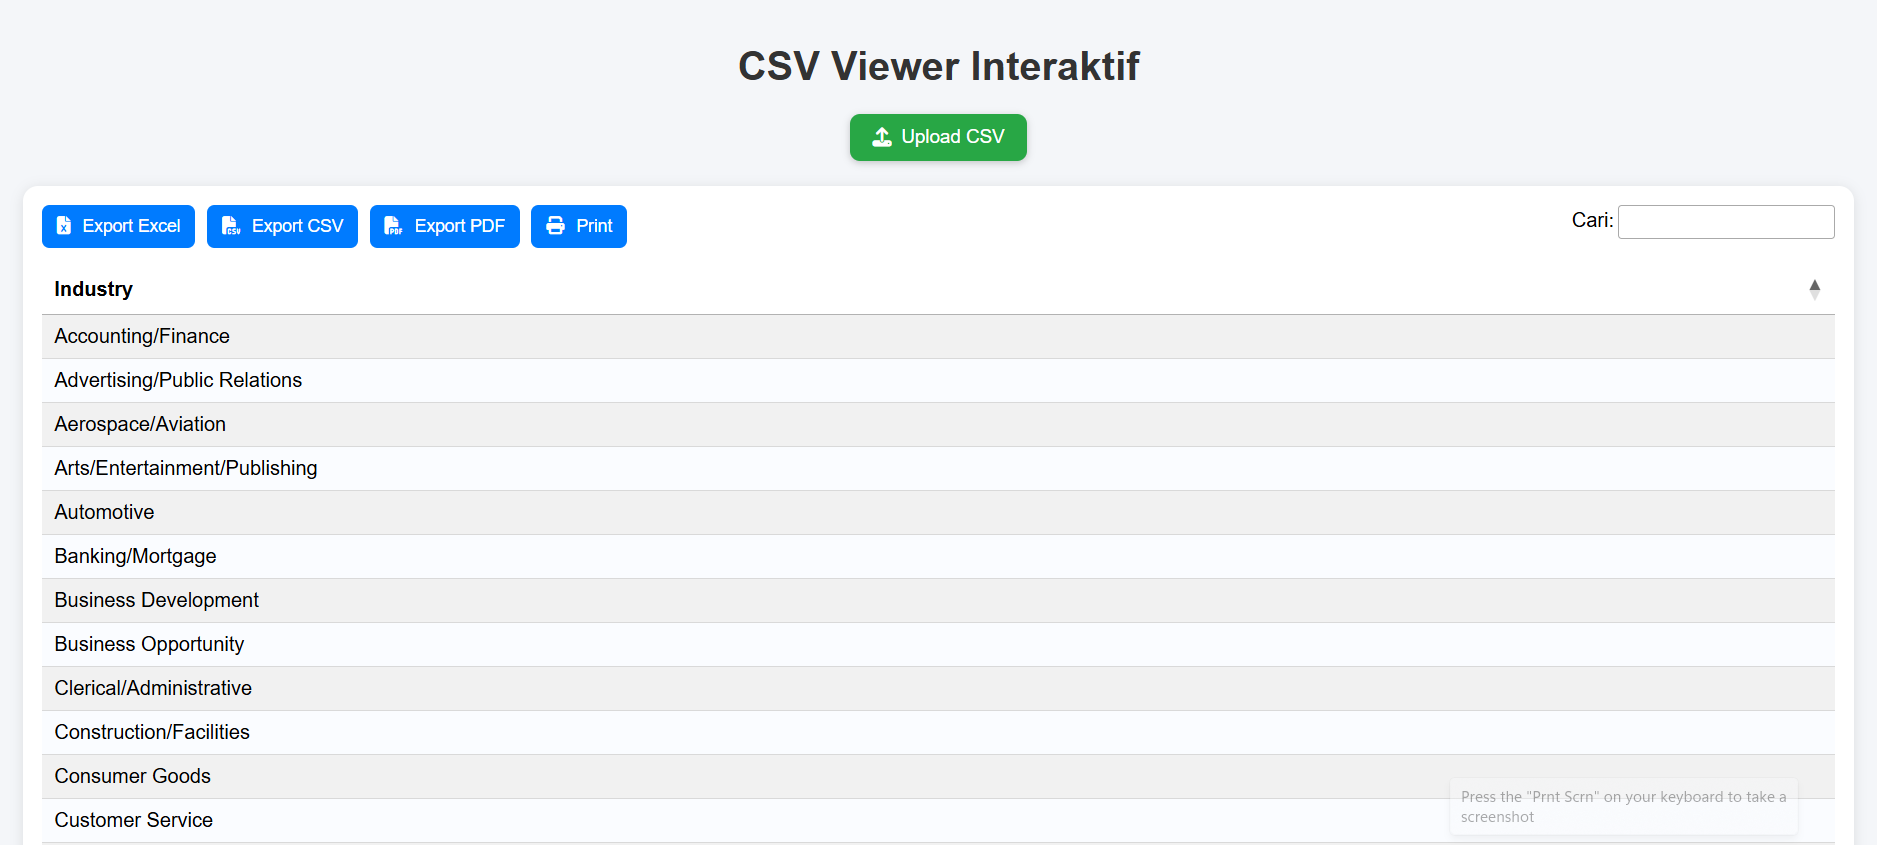 CSV Viewer Interaktif
Upload CSV
Export Excel
Export CSV
Export PDF
Print
Cari:
Industry
Accounting/Finance
Advertising/Public Relations
Aerospace/Aviation
Arts/Entertainment/Publishing
Automotive
Banking/Mortgage
Business Development
Business Opportunity
Clerical/Administrative
Construction/Facilities
Consumer Goods
Customer Service
Press the "Prnt Scrn" on your keyboard to take a
screenshot